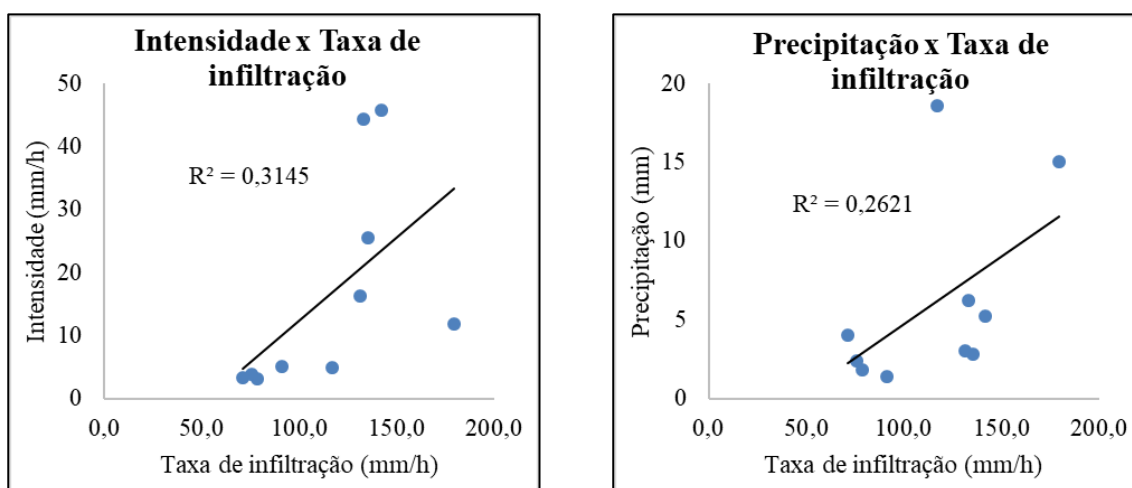 Intensidade x Taxa de
infiltração
50
40
30
20
10
0
R² = 0,3145
Intensidade (mm/h)
0,0 50,0 100,0 150,0 200,0
Taxa de infiltração (mm/h)
Precipitação x Taxa de
infiltração
20
15
10
5
0
R² = 0,2621
Precipitação (mm)
0,0 50,0 100,0 150,0 200,0
Taxa de infiltração (mm/h)